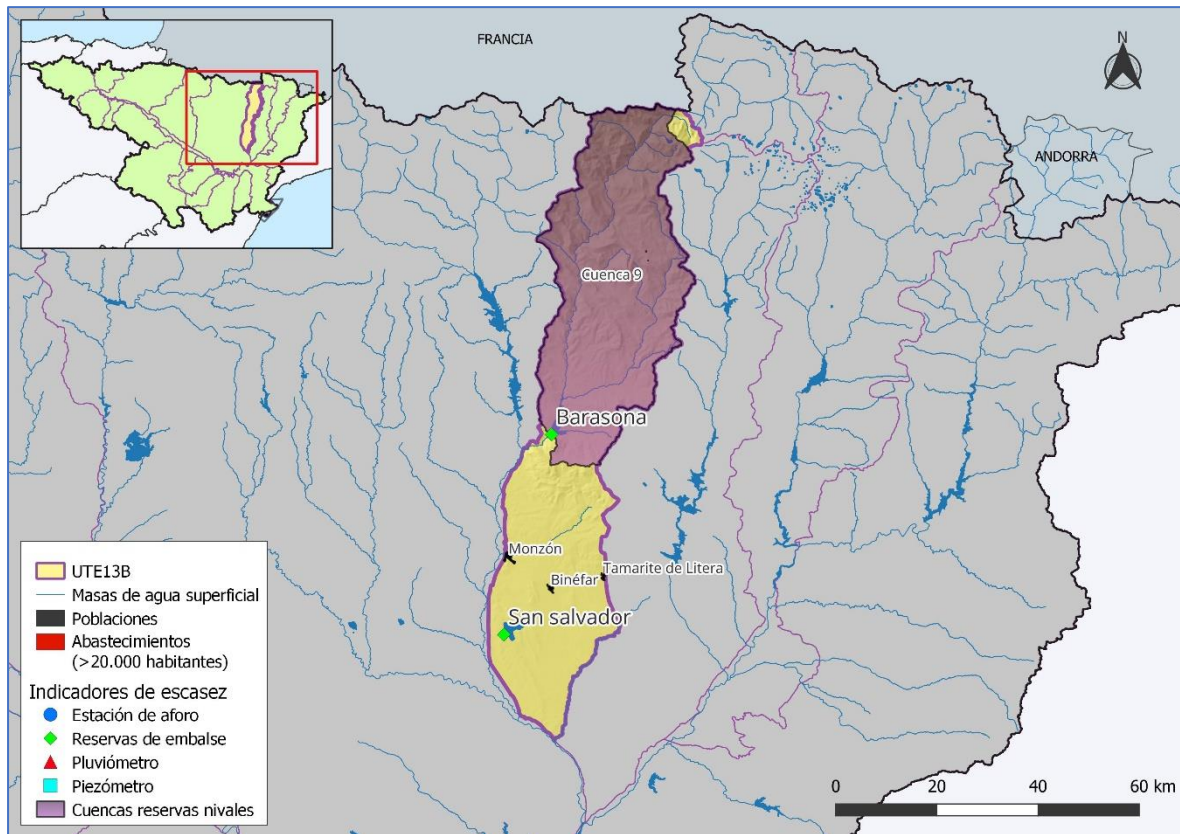 FRANCIA
N
ANDORRA
Cuenca 9
Barasona
Monzón
Binéfar
Tamarite de Litera
San salvador
UTE13B
Masas de agua superficial
Poblaciones
Abastecimientos
(>20.000 habitantes)
Indicadores de escasez
Estación de aforo
Reservas de embalse
Pluviómetro
Piezómetro
Cuencas reservas nivales
0 20 40 60 km